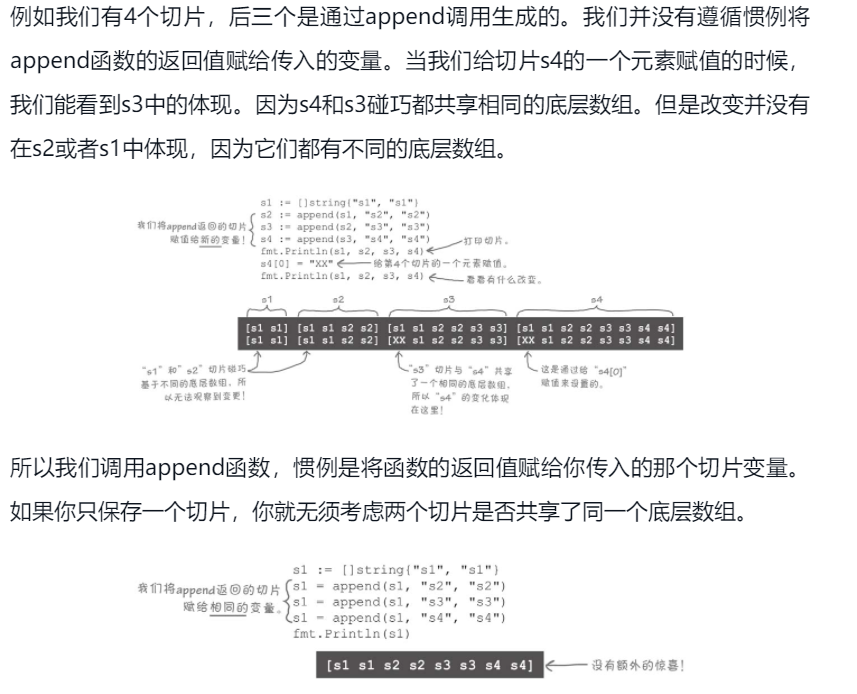 例如我们有4个切片，后三个是通过append调用生成的。我们并没有遵循惯例将
append函数的返回值赋给传入的变量。当我们给切片s4的一个元素赋值的时候，
我们能看到s3中的体现。因为s4和s3碰巧都共享相同的底层数组。但是改变并没有
在s2或者s1中体现，因为它们都有不同的底层数组。
s1 := []string{"s1", "s1"}
s2 := append(s1, "s2", "s2")
s3 := append(s2, "s3", "s3")
s4 := append(s3, "s4", "s4")
fmt.Println(s1, s2, s3, s4)
s4[0] = "XX"
fmt.Println(s1, s2, s3, s4)
我们将append返回的切片
赋值给新的变量！
打印切片。
给第4个切片的一个元素赋值。
看看有什么改变。
s1 s2 s3 s4
[s1 s1] [s1 s1 s2 s2] [s1 s1 s2 s2 s3 s3] [s1 s1 s2 s2 s3 s3 s4 s4]
[s1 s1] [s1 s1 s2 s2] [XX s1 s2 s2 s3 s3] [XX s1 s2 s2 s3 s3 s4 s4]
“s1”和“s2”切片碰巧
基于不同的底层数组，所
以无法观察到变更！
“s3”切片与“s4”共享
了一个相同的底层数组，
所以“s4”的变化体现
在这里！
这是通过给“s4[0]”
赋值来设置的。
所以我们调用append函数，惯例是将函数的返回值赋给你传入的那个切片变量。
如果你只保存一个切片，你就无须考虑两个切片是否共享了同一个底层数组。
s1 := []string{"s1", "s1"}
s1 = append(s1, "s2", "s2")
s1 = append(s1, "s3", "s3")
s1 = append(s1, "s4", "s4")
fmt.Println(s1)
我们将append返回的切片
赋给相同的变量。
[s1 s1 s2 s2 s3 s3 s4 s4]
没有额外的惊喜！